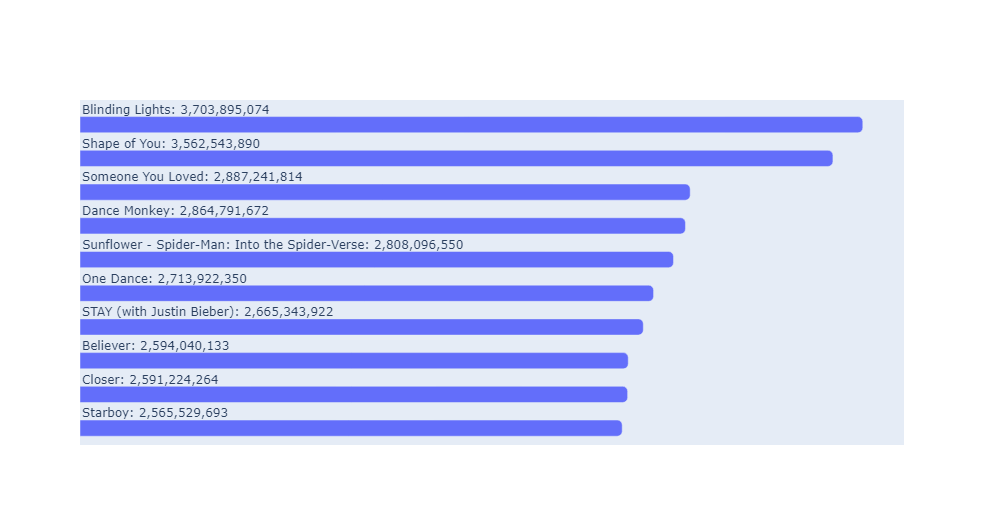 Blinding Lights: 3,703,895,074
Shape of You: 3,562,543,890
Someone You Loved: 2,887,241,814
Dance Monkey: 2,864,791,672
Sunflower - Spider-Man: Into the Spider-Verse: 2,808,096,550
One Dance: 2,713,922,350
STAY (with Justin Bieber): 2,665,343,922
Believer: 2,594,040,133
Closer: 2,591,224,264
Starboy: 2,565,529,693